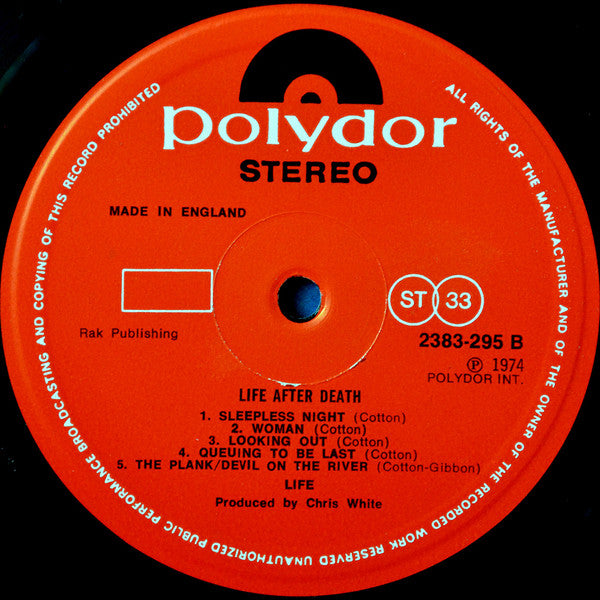 polydor
STEREO
MADE IN ENGLAND
Rak Publishing
ST 33
2383-295 B
Ⓟ 1974
POLYDOR INT.
LIFE AFTER DEATH
1. SLEEPLESS NIGHT (Cotton)
2. WOMAN (Cotton)
3. LOOKING OUT (Cotton)
4. QUEUING TO BE LAST (Cotton)
5. THE PLANK/DEVIL ON THE RIVER (Cotton-Gibbon)
LIFE
Produced by Chris White
ALL RIGHTS OF THE MANUFACTURER AND OF THE OWNER OF THE RECORDED WORK RESERVED UNAUTHORIZED PUBLIC PERFORMANCE BROADCASTING AND COPYING OF THIS RECORD PROHIBITED